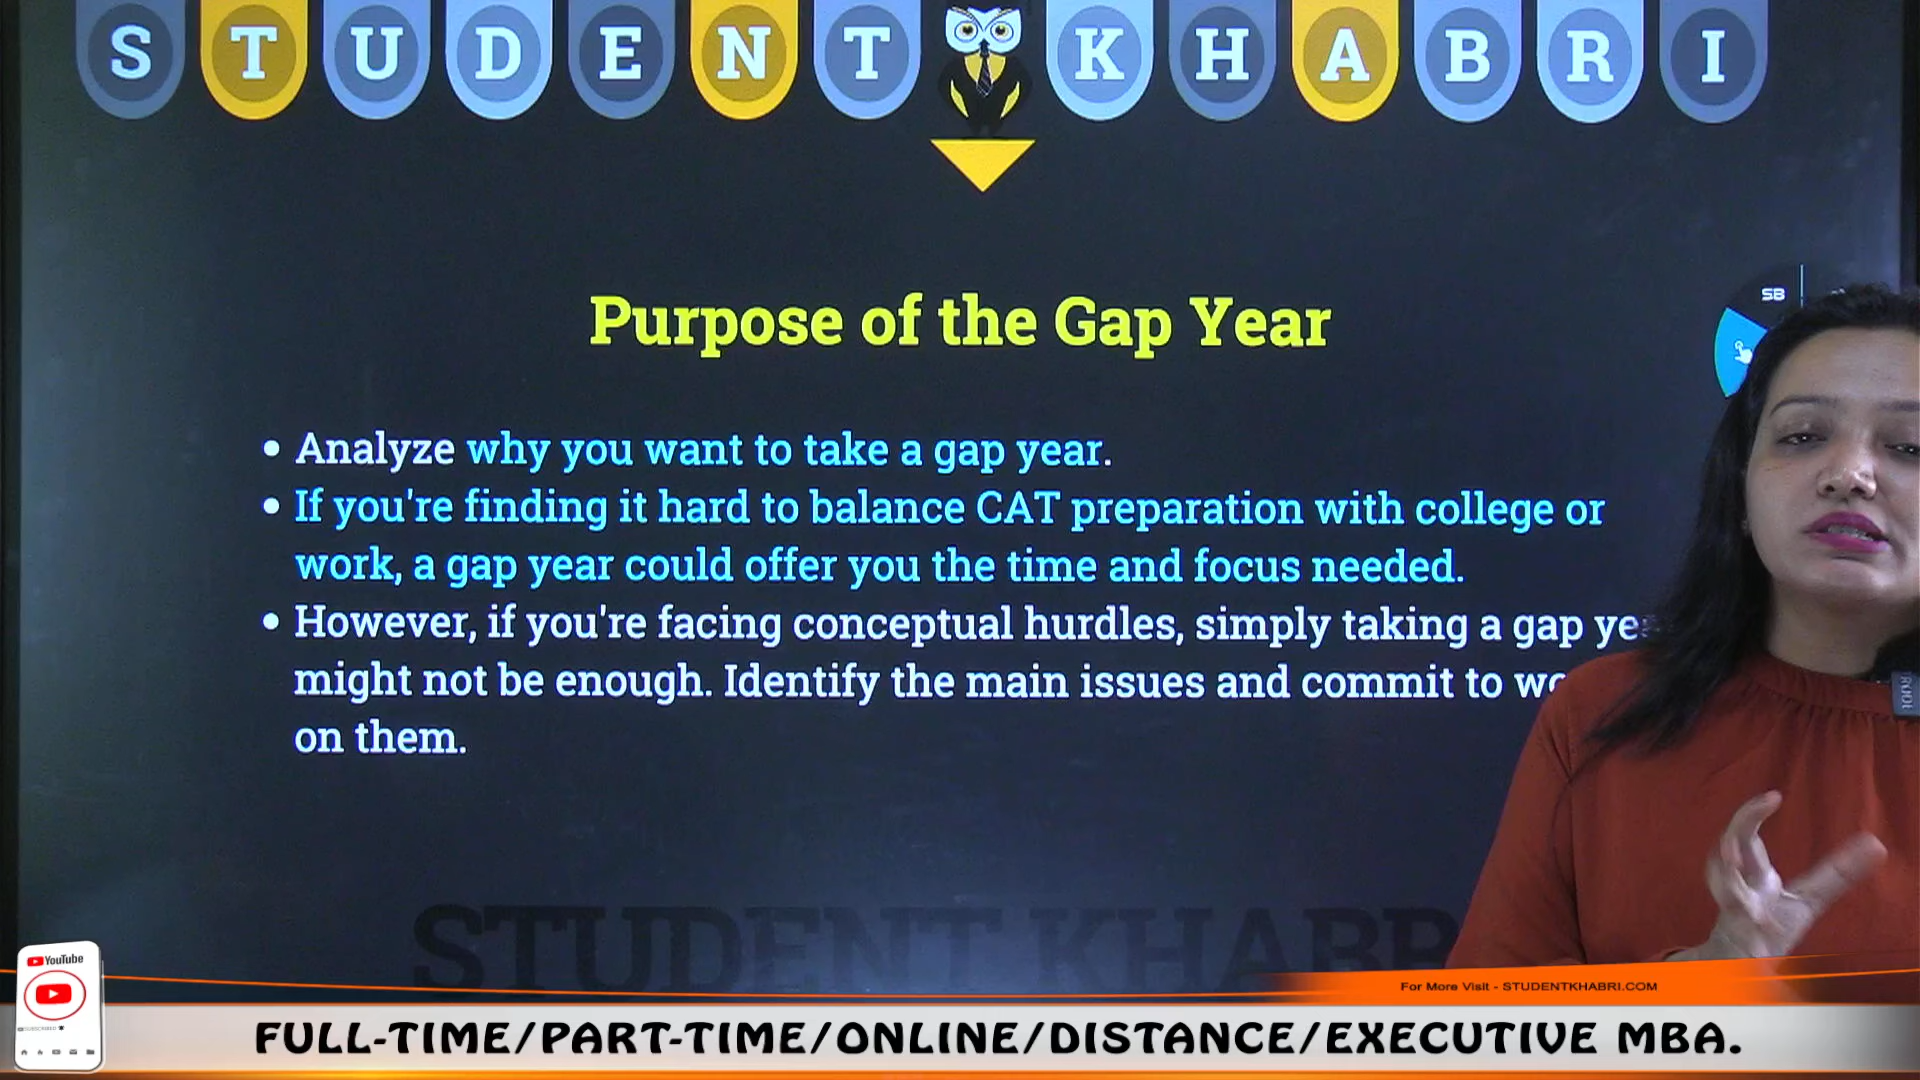 STUDENT KHABRI
SB
Purpose of the Gap Year
• Analyze why you want to take a gap year.
• If you're finding it hard to balance CAT preparation with college or
work, a gap year could offer you the time and focus needed.
• However, if you're facing conceptual hurdles, simply taking a gap
might not be enough. Identify the main issues and commit to
on them.
STUDENT KHABR
YouTube
SUBSCRIBED
For More Visit - STUDENTKHABRI.COM
FULL-TIME/PART-TIME/ONLINE/DISTANCE/EXECUTIVE MBA.